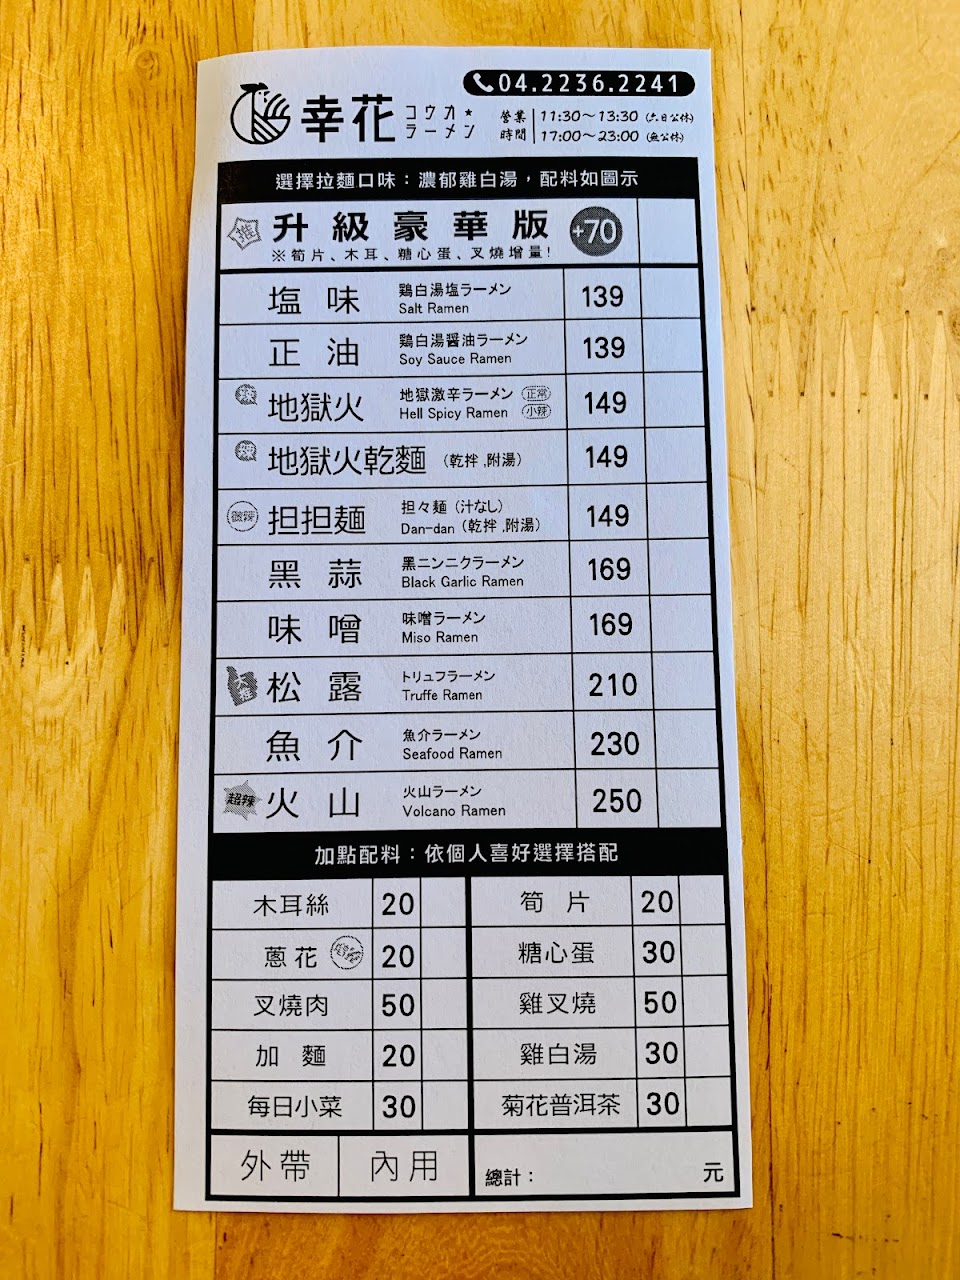 04.2236.2241
幸花 コウカ★
ラーメン
營業時間 11:30～13:30 (六日公休)
17:00～23:00 (無公休)
選擇拉麵口味：濃郁雞白湯，配料如圖示
推 升級豪華版 +70
※筍片、木耳、糖心蛋、叉燒增量!
塩味 鶏白湯塩ラーメン 139
Salt Ramen
正油 鶏白湯醤油ラーメン 139
Soy Sauce Ramen
地獄火 地獄激辛ラーメン 正常 149
Hell Spicy Ramen 小辣
地獄火乾麵 (乾拌,附湯) 149
微辣 担担麵 担々麺 (汁なし) 149
Dan-dan (乾拌,附湯)
黑蒜 黒ニンニクラーメン 169
Black Garlic Ramen
味噌 味噌ラーメン 169
Miso Ramen
大推 松露 トリュフラーメン 210
Truffe Ramen
魚介 魚介ラーメン 230
Seafood Ramen
超辣 火山 火山ラーメン 250
Volcano Ramen
加點配料：依個人喜好選擇搭配
木耳絲 20 筍片 20
蔥花 20 糖心蛋 30
叉燒肉 50 雞叉燒 50
加麵 20 雞白湯 30
每日小菜 30 菊花普洱茶 30
外帶 內用 總計： 元